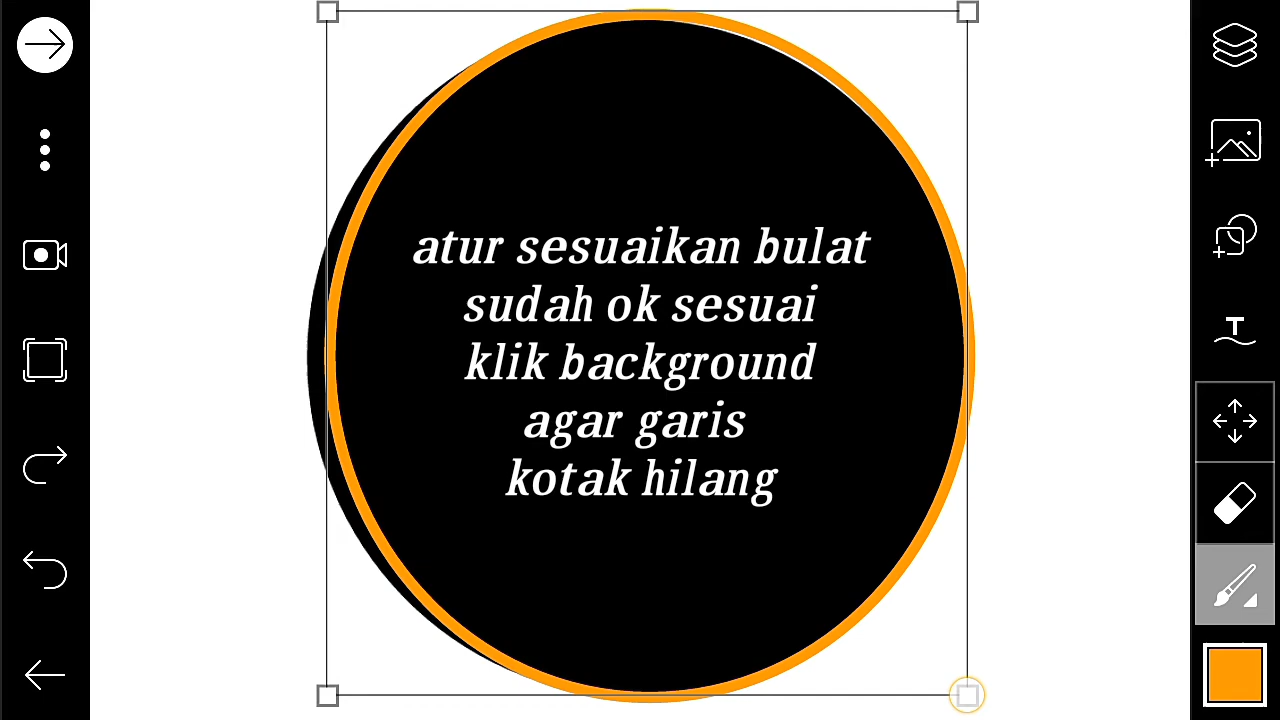 atur sesuaikan bulat
sudah ok sesuai
klik background
agar garis
kotak hilang